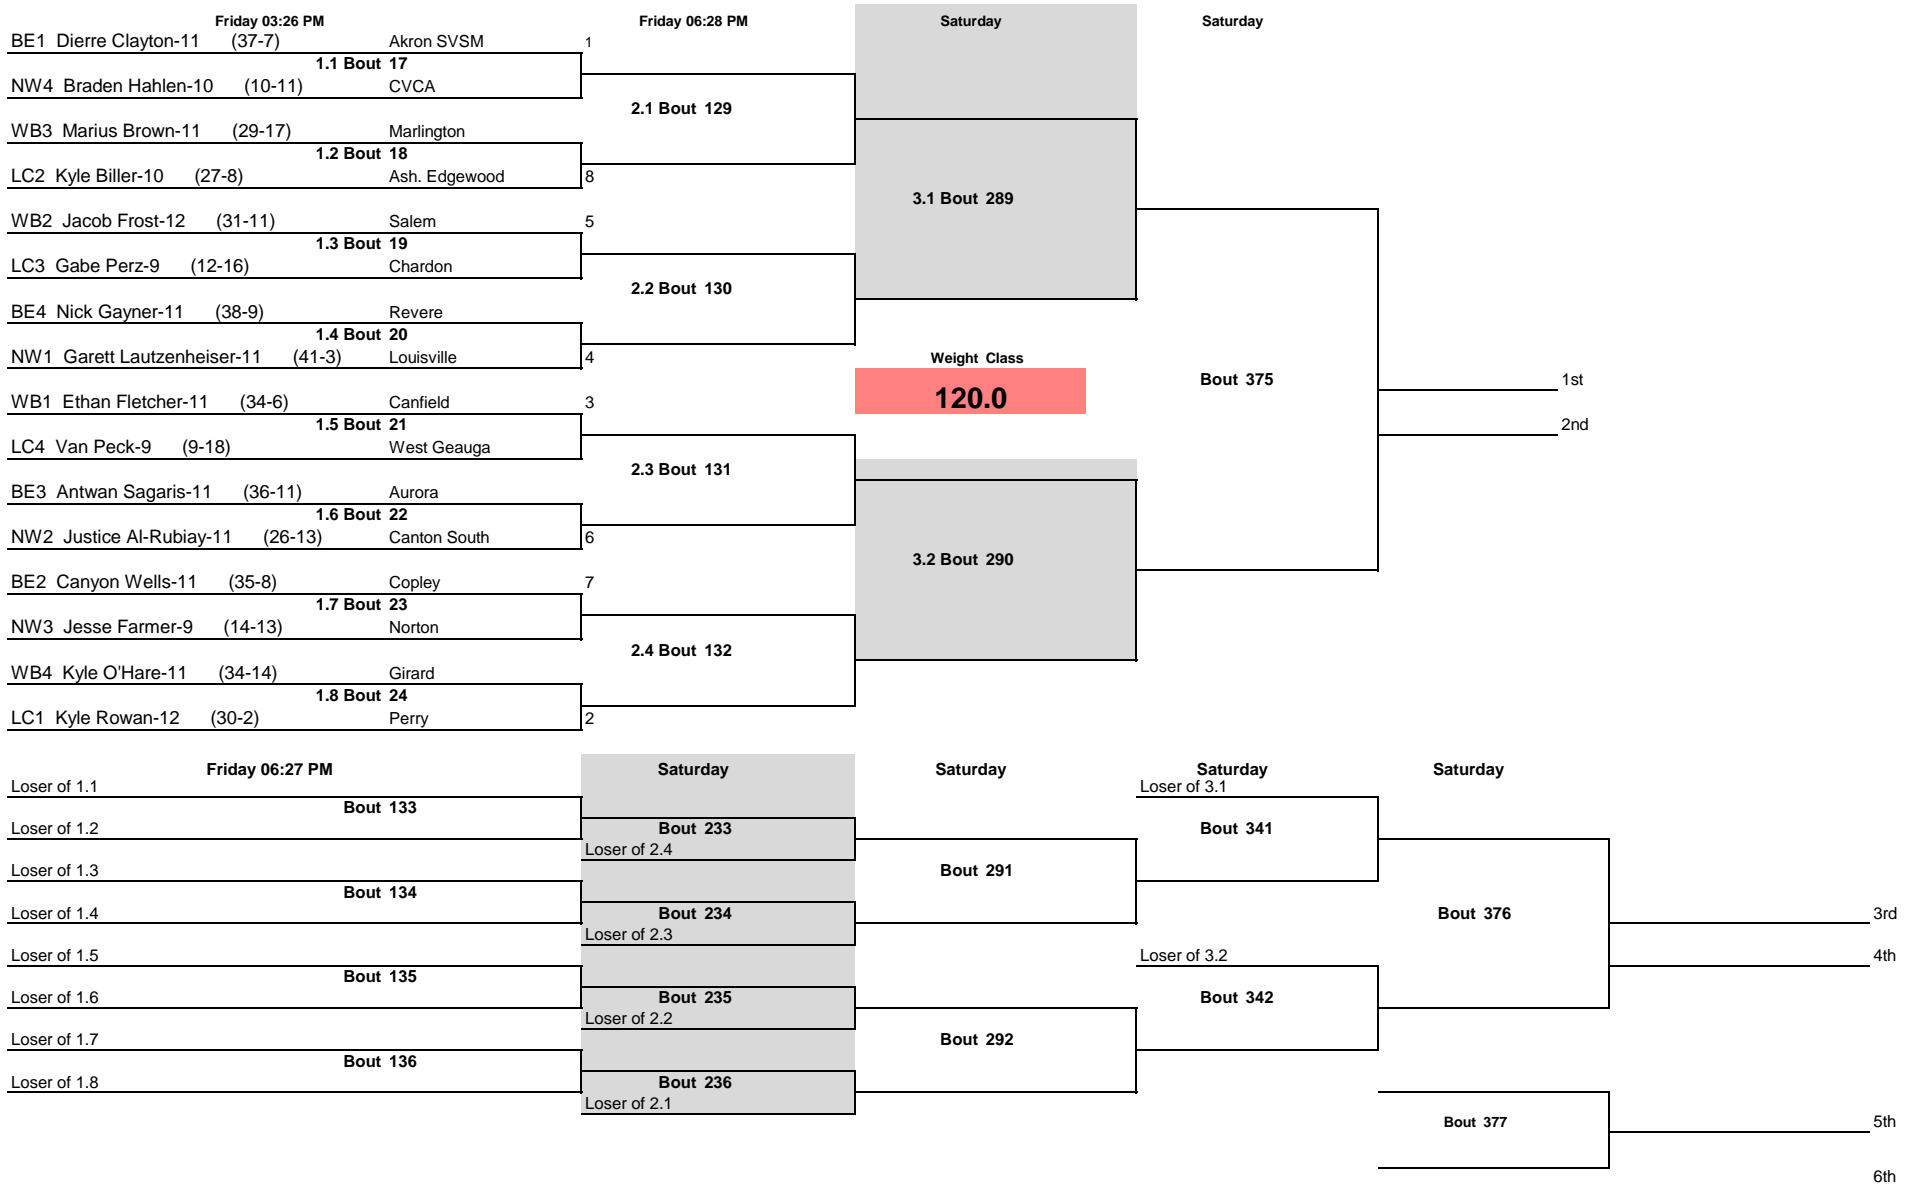 Friday 03:26 PM Friday 06:28 PM Saturday Saturday
BE1 Dierre Clayton-11 (37-7) Akron SVSM 1
1.1 Bout 17
NW4 Braden Hahlen-10 (10-11) CVCA
2.1 Bout 129
WB3 Marius Brown-11 (29-17) Marlington
1.2 Bout 18
LC2 Kyle Biller-10 (27-8) Ash. Edgewood 8
3.1 Bout 289
WB2 Jacob Frost-12 (31-11) Salem 5
1.3 Bout 19
LC3 Gabe Perz-9 (12-16) Chardon
2.2 Bout 130
BE4 Nick Gayner-11 (38-9) Revere
1.4 Bout 20
NW1 Garett Lautzenheiser-11 (41-3) Louisville 4
Weight Class
Bout 375
1st
120.0
WB1 Ethan Fletcher-11 (34-6) Canfield 3
1.5 Bout 21
2nd
LC4 Van Peck-9 (9-18) West Geauga
2.3 Bout 131
BE3 Antwan Sagaris-11 (36-11) Aurora
1.6 Bout 22
NW2 Justice Al-Rubiay-11 (26-13) Canton South 6
3.2 Bout 290
BE2 Canyon Wells-11 (35-8) Copley 7
1.7 Bout 23
NW3 Jesse Farmer-9 (14-13) Norton
2.4 Bout 132
WB4 Kyle O'Hare-11 (34-14) Girard
1.8 Bout 24
LC1 Kyle Rowan-12 (30-2) Perry 2
Friday 06:27 PM Saturday Saturday Saturday Saturday
Loser of 1.1 Loser of 3.1
Bout 133
Loser of 1.2 Bout 233 Bout 341
Loser of 2.4
Loser of 1.3 Bout 291
Bout 134
Loser of 1.4 Bout 234 Bout 376 3rd
Loser of 2.3
Loser of 1.5 Loser of 3.2 4th
Bout 135
Loser of 1.6 Bout 235 Bout 342
Loser of 2.2
Loser of 1.7 Bout 292
Bout 136
Loser of 1.8 Bout 236
Loser of 2.1
Bout 377 5th
6th